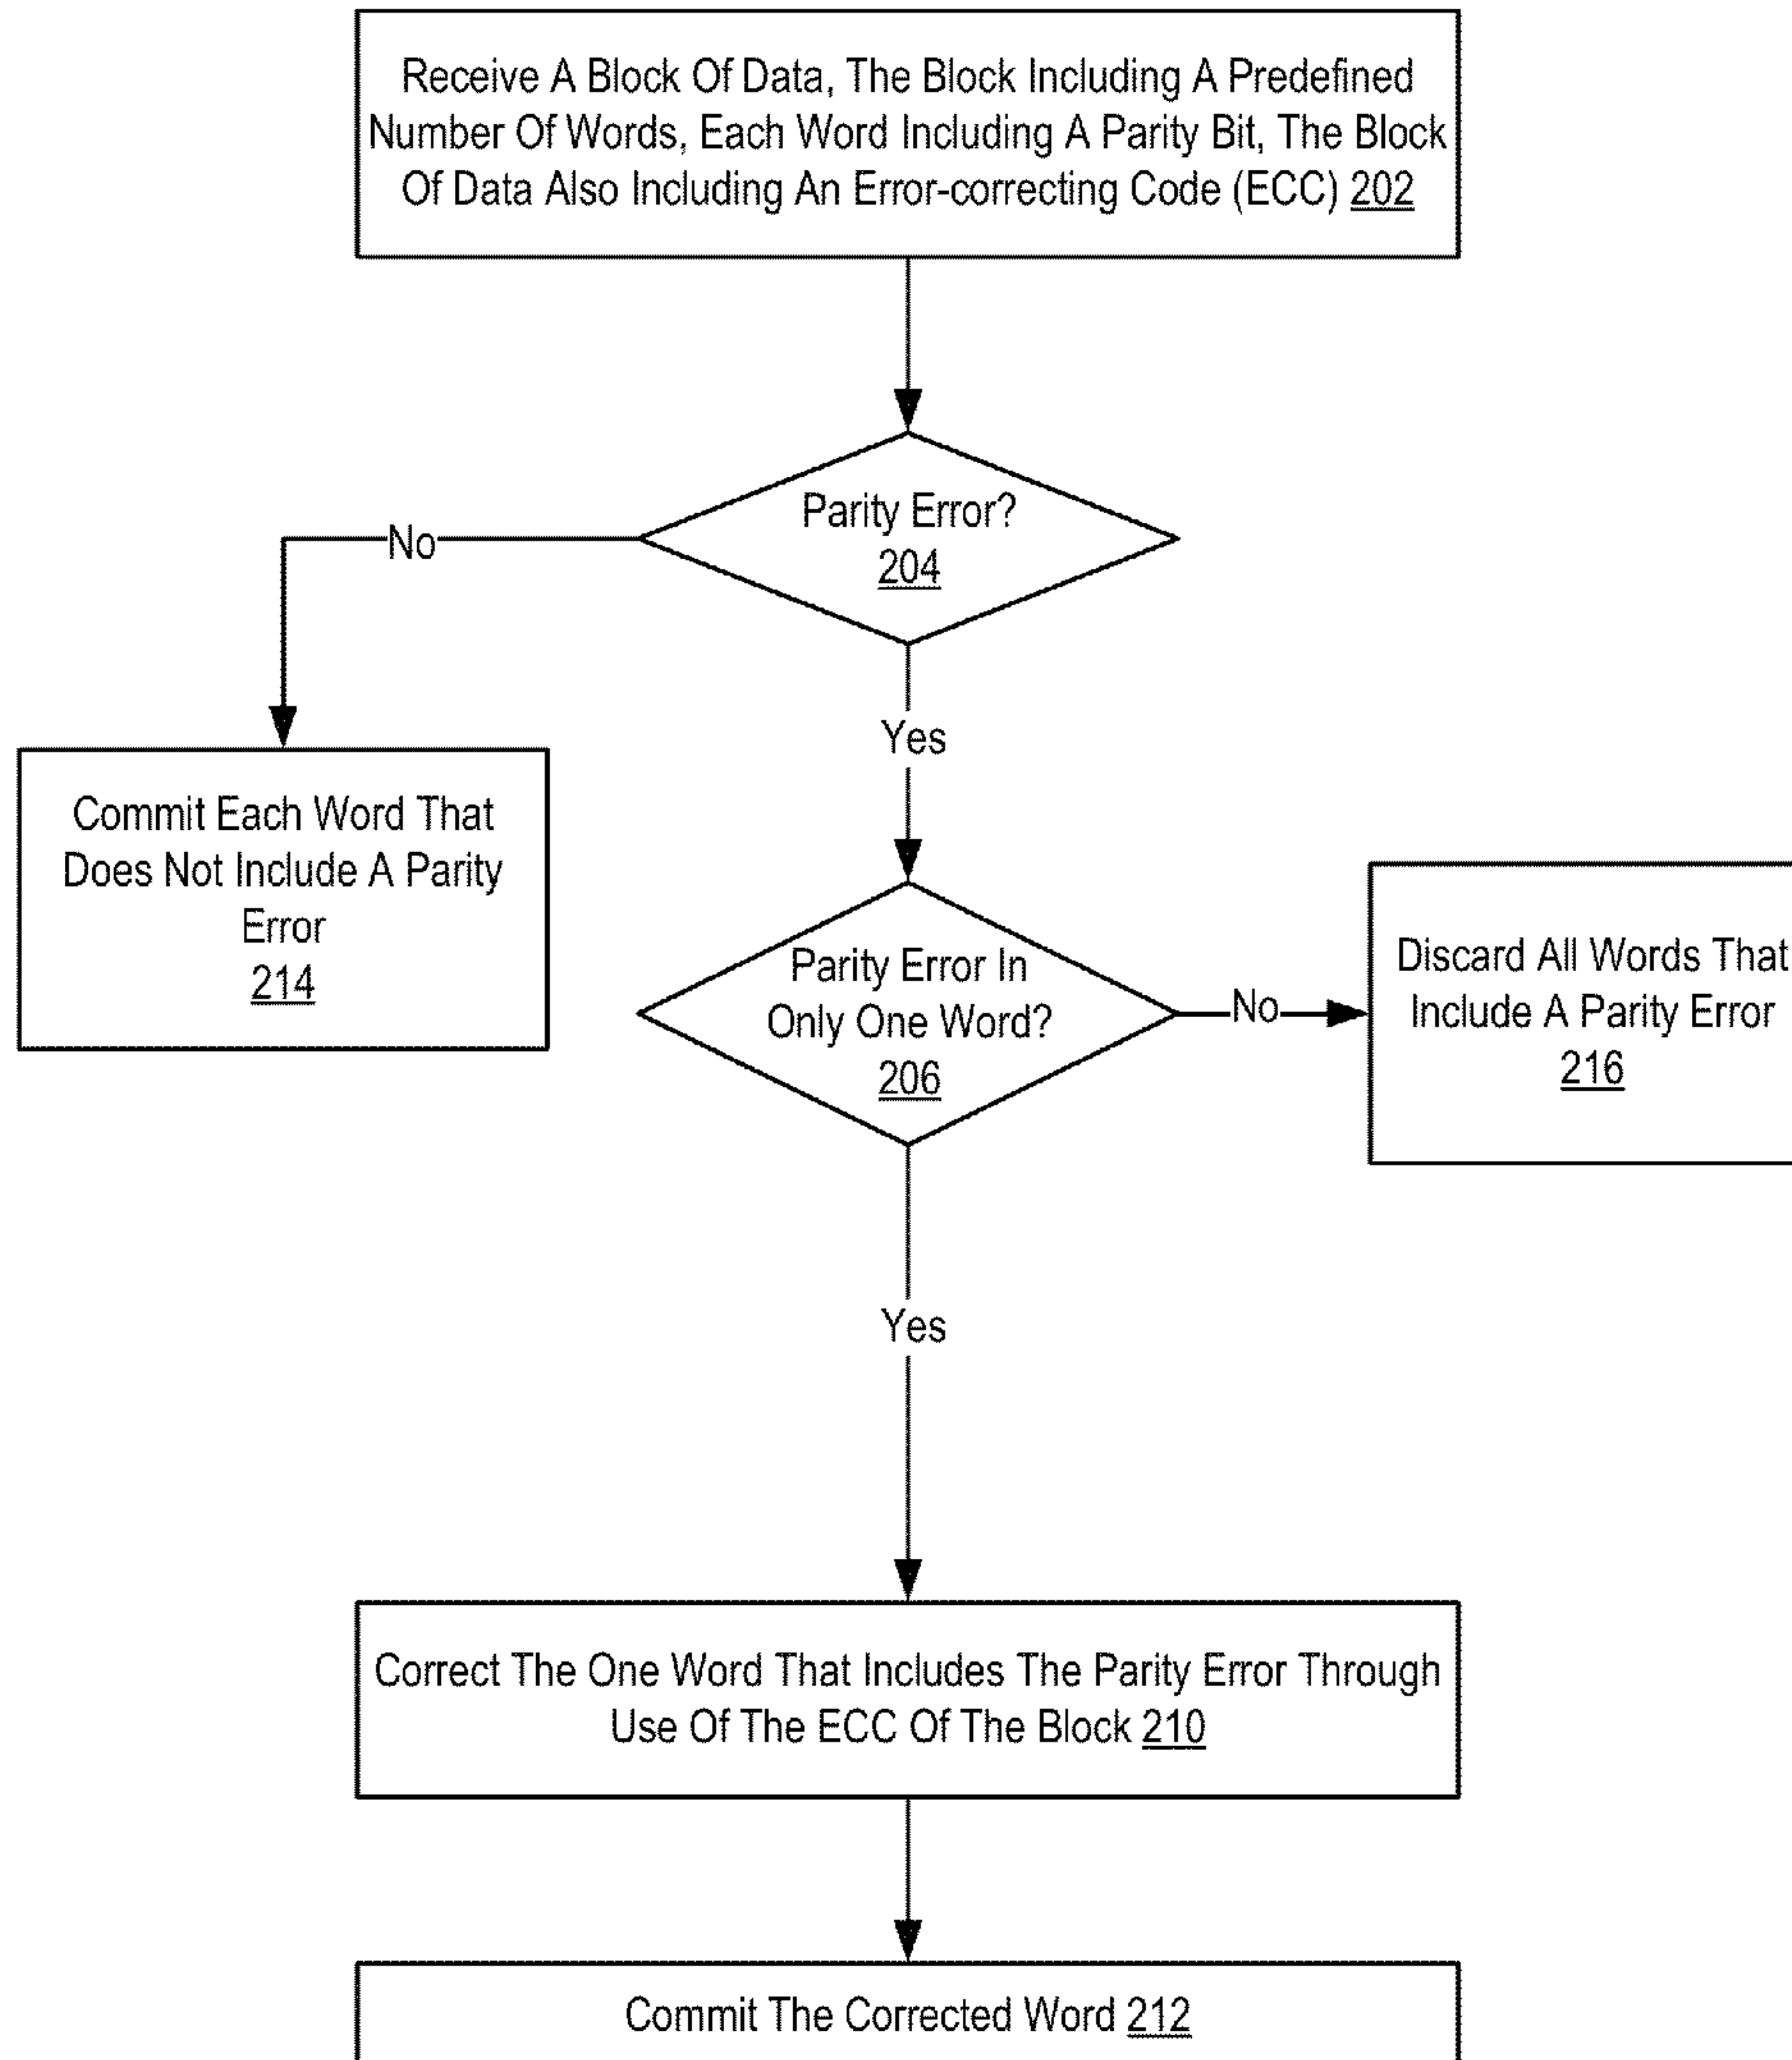 Receive A Block Of Data, The Block Including A Predefined
Number Of Words, Each Word Including A Parity Bit, The Block
Of Data Also Including An Error-correcting Code (ECC) 202
Parity Error?
204
No
Yes
Commit Each Word That
Does Not Include A Parity
Error
214
Parity Error In
Only One Word?
206
No
Discard All Words That
Include A Parity Error
216
Yes
Correct The One Word That Includes The Parity Error Through
Use Of The ECC Of The Block 210
Commit The Corrected Word 212